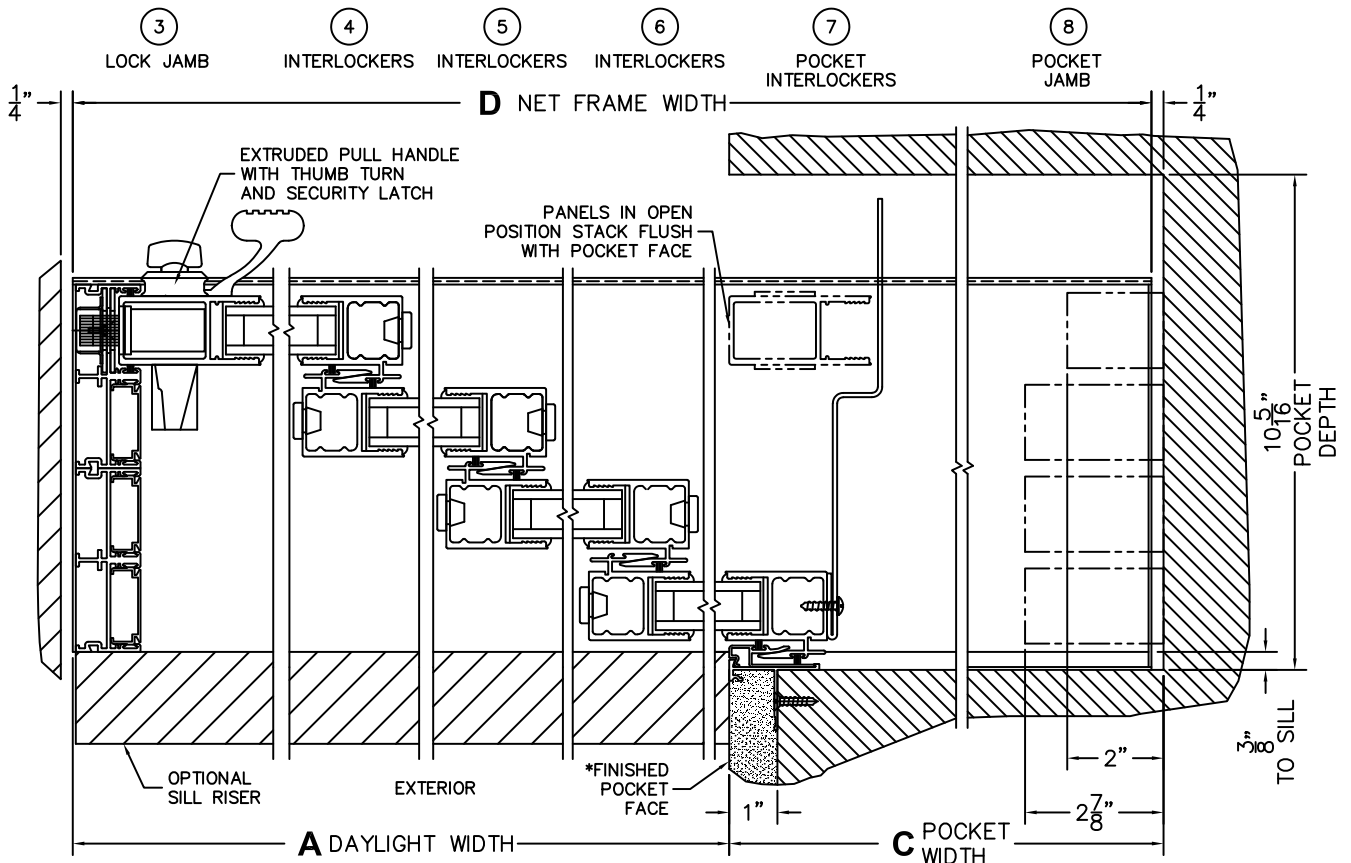 3
LOCK JAMB
4
INTERLOCKERS
5
INTERLOCKERS
6
INTERLOCKERS
7
POCKET
INTERLOCKERS
8
POCKET
JAMB
1/4"
D NET FRAME WIDTH
1/4"
EXTRUDED PULL HANDLE
WITH THUMB TURN
AND SECURITY LATCH
PANELS IN OPEN
POSITION STACK FLUSH
WITH POCKET FACE
10 5/16"
POCKET
DEPTH
3/8"
TO SILL
OPTIONAL
SILL RISER
EXTERIOR
*FINISHED
POCKET
FACE
1"
2"
2 7/8"
A DAYLIGHT WIDTH
C POCKET
WIDTH